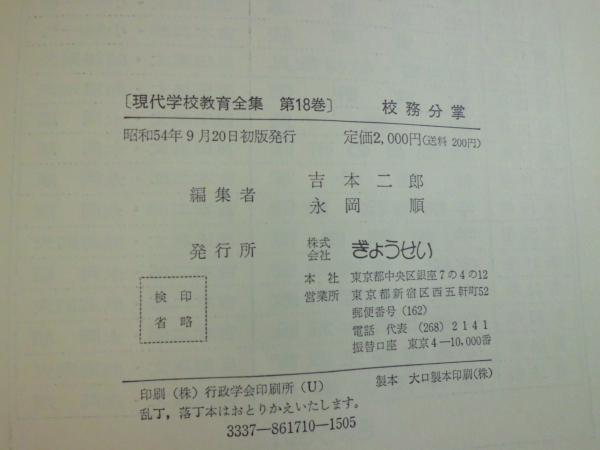 〔現代学校教育全集 第18巻〕 校務分掌
昭和54年9月20日初版発行 定価2,000円(送料 200円)
編集者 吉本二郎
永岡順
発行所 株式会社 ぎょうせい
本社 東京都中央区銀座7の4の12
営業所 東京都新宿区西五軒町52
郵便番号 (162)
電話 代表 (268) 2141
振替口座 東京4―10,000番
検印
省略
印刷(株)行政学会印刷所(U) 製本 大口製本印刷(株)
乱丁,落丁本はおとりかえいたします。
3337―861710―1505